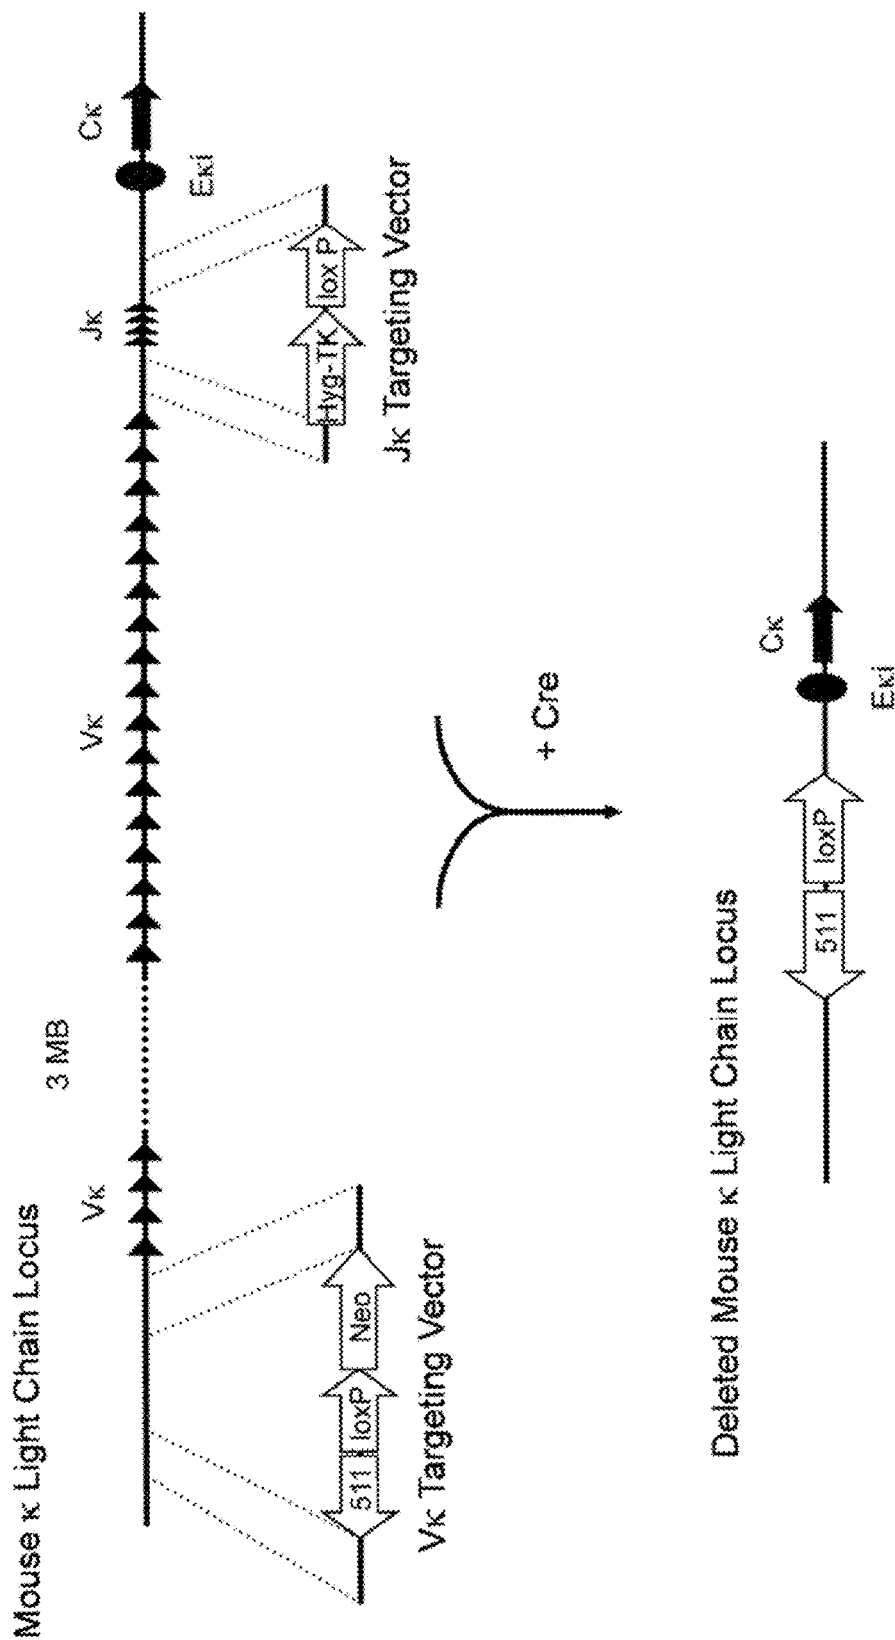 Mouse κ Light Chain Locus
3 MB
Vκ
Vκ
Jκ
Cκ
Eκi
511
loxP
Neo
Vκ Targeting Vector
Hyg-TK
lox P
Jκ Targeting Vector
+ Cre
Deleted Mouse κ Light Chain Locus
511
loxP
Cκ
Eκi